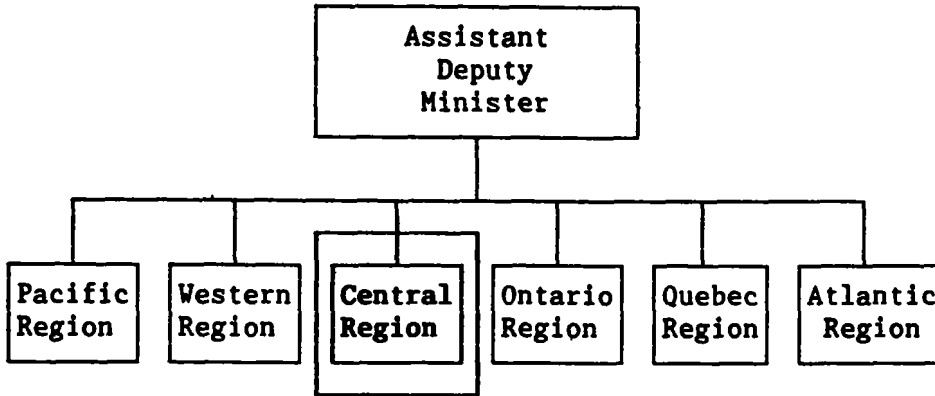 Assistant
Deputy
Minister
Pacific
Region
Western
Region
Central
Region
Ontario
Region
Quebec
Region
Atlantic
Region